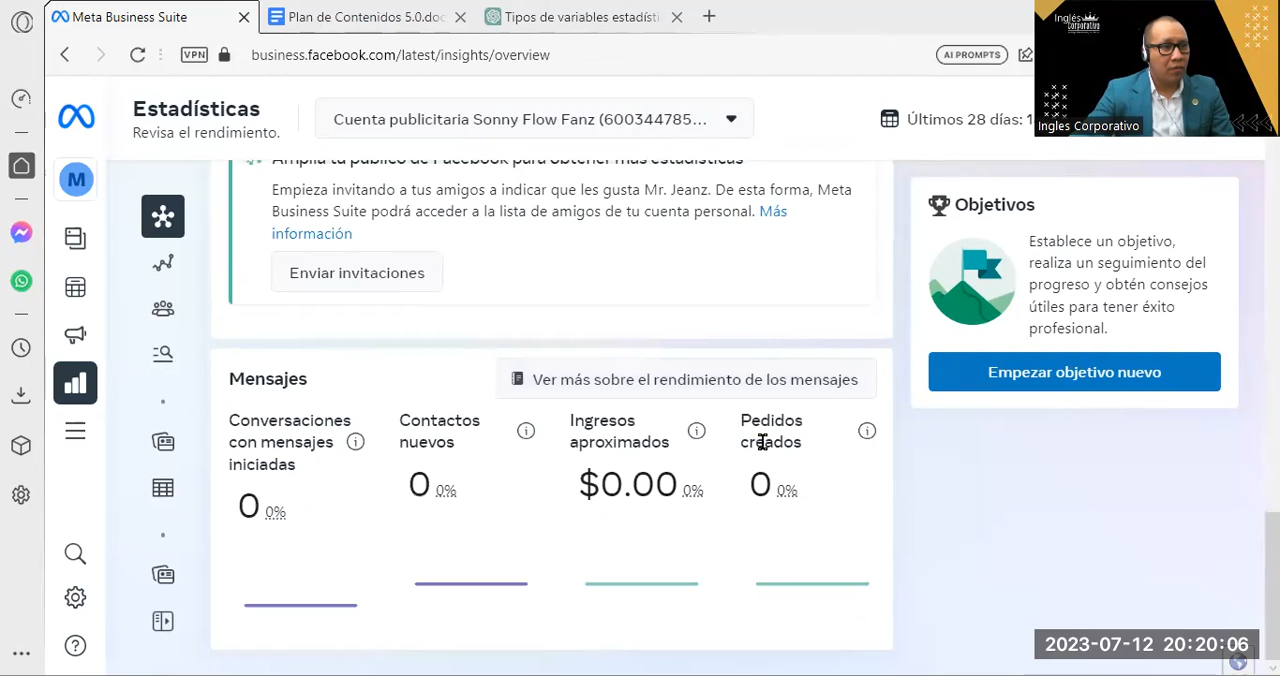 Meta Business Suite
Plan de Contenidos 5.0.doc
Tipos de variables estadísti
VPN
business.facebook.com/latest/insights/overview
AI PROMPTS
Inglés
Corporativo
Ingles Corporativo
Estadísticas
Revisa el rendimiento.
Cuenta publicitaria Sonny Flow Fanz (600344785...
Últimos 28 días: 1
M
Amplía tu público de Facebook para obtener más estadísticas
Empieza invitando a tus amigos a indicar que les gusta Mr. Jeanz. De esta forma, Meta
Business Suite podrá acceder a la lista de amigos de tu cuenta personal. Más
información
Enviar invitaciones
Objetivos
Establece un objetivo,
realiza un seguimiento del
progreso y obtén consejos
útiles para tener éxito
profesional.
Empezar objetivo nuevo
Mensajes
Ver más sobre el rendimiento de los mensajes
Conversaciones
con mensajes
iniciadas
0 0%
Contactos
nuevos
0 0%
Ingresos
aproximados
$0.00 0%
Pedidos
creados
0 0%
2023-07-12 20:20:06